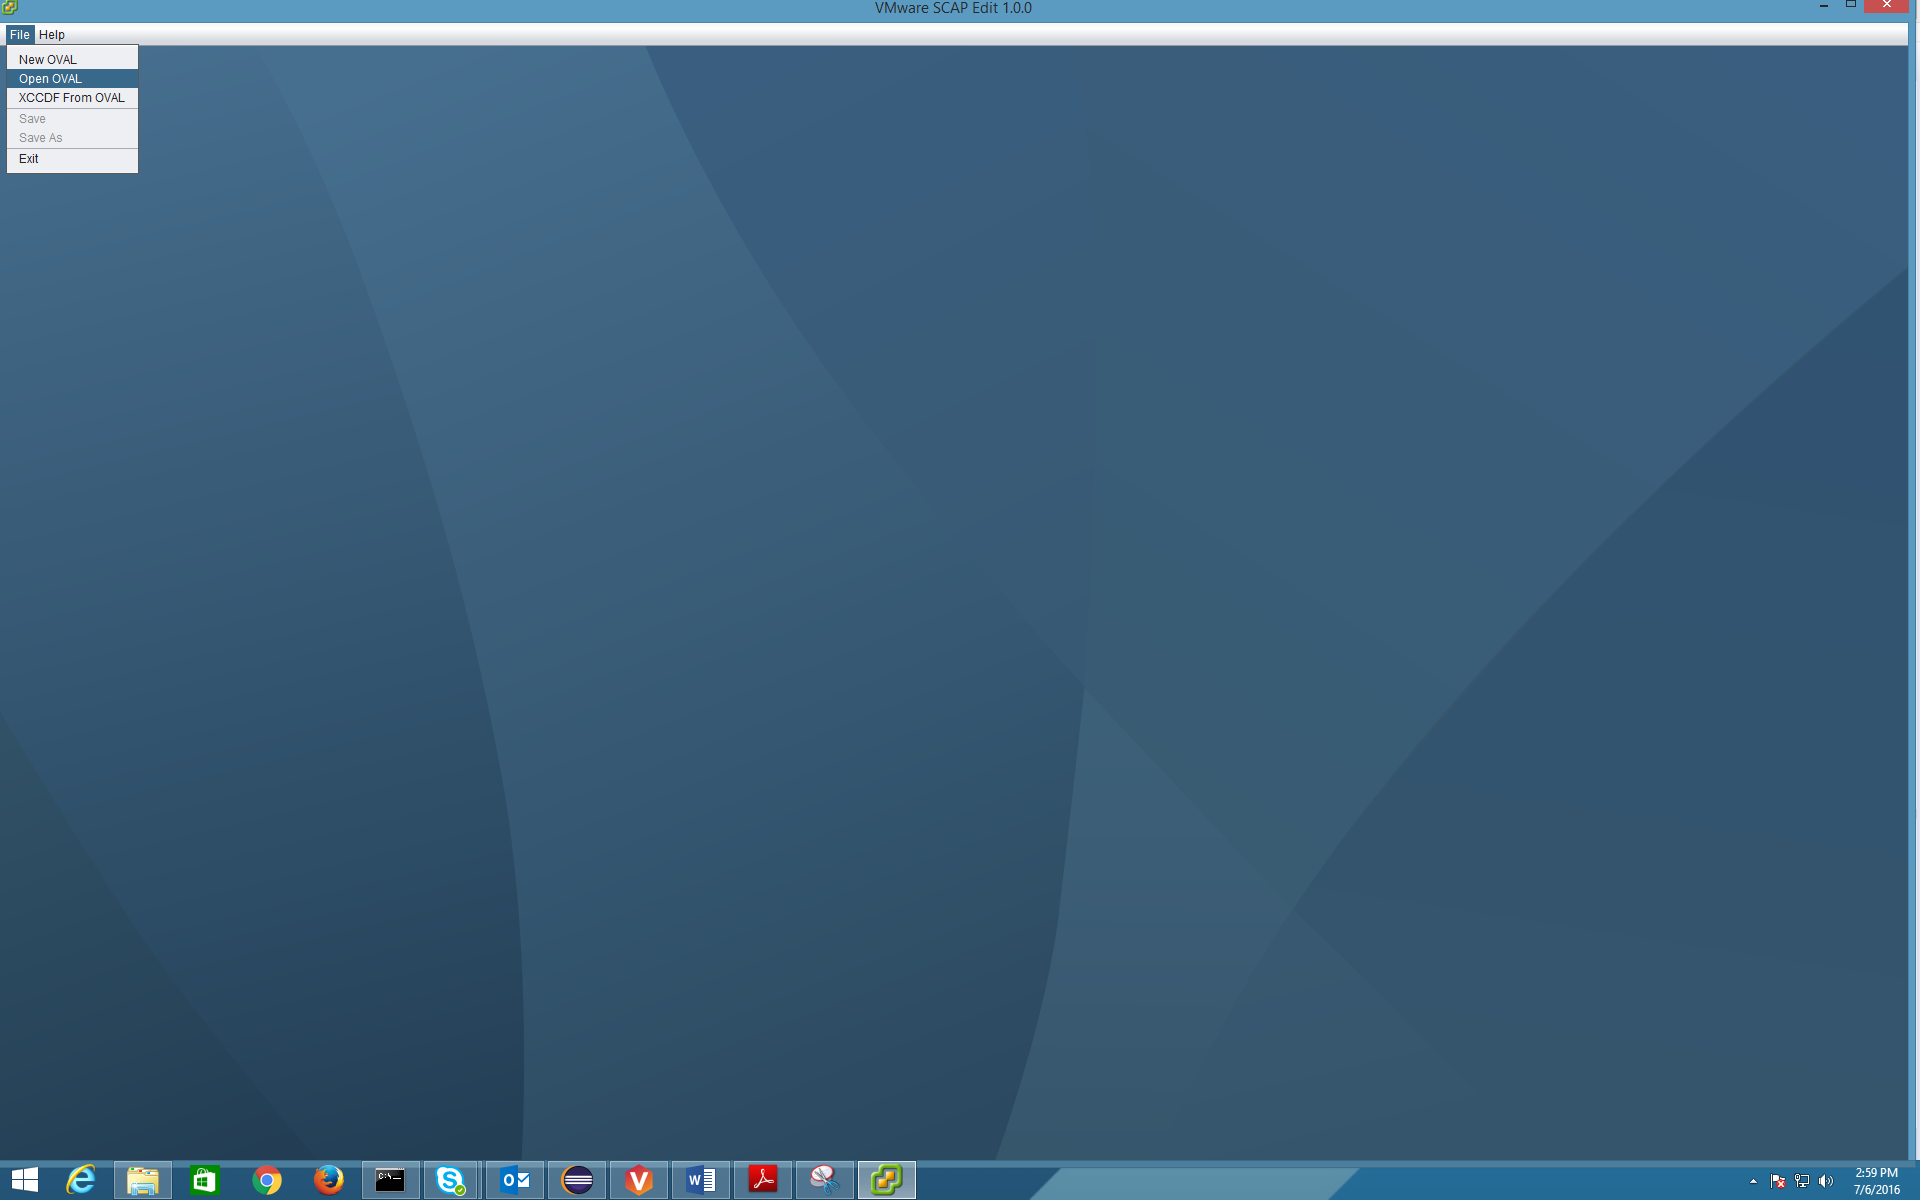 VMware SCAP Edit 1.0.0
File Help
New OVAL
Open OVAL
XCCDF From OVAL
Save
Save As
Exit
C:\_
2:59 PM
7/6/2016